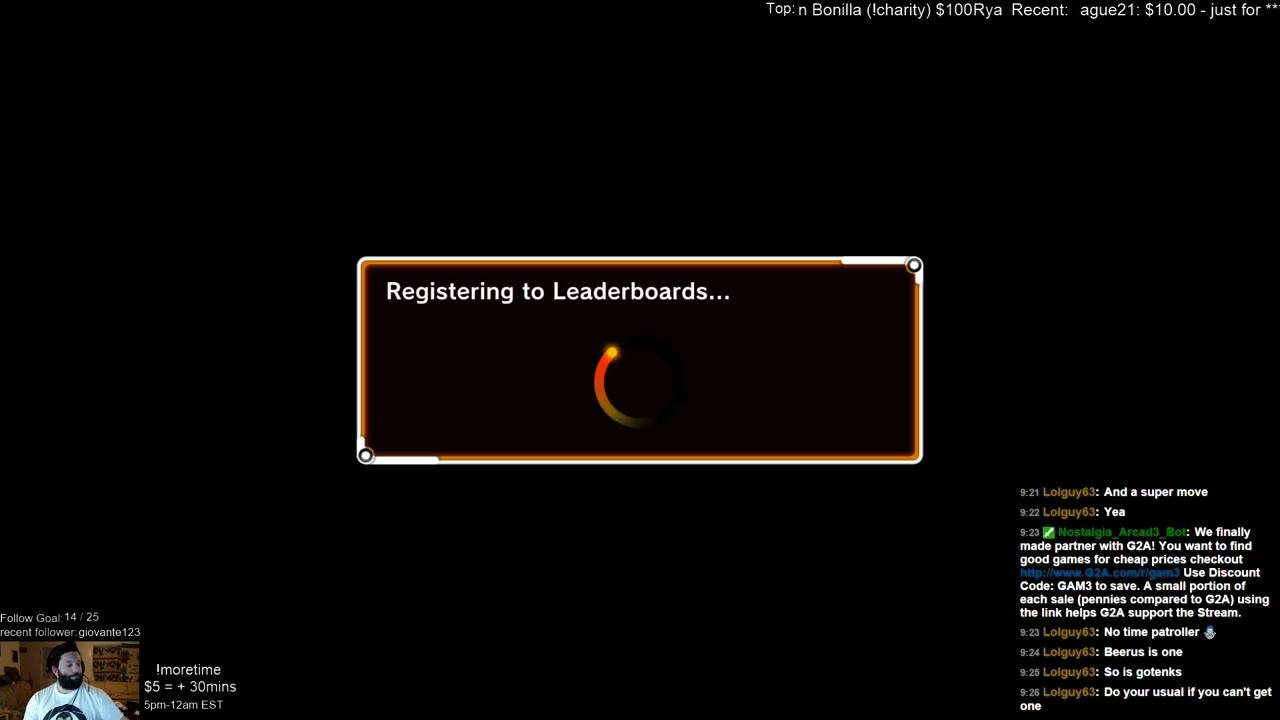 Top: n Bonilla (!charity) $100Rya Recent: ague21: $10.00 - just for **
Registering to Leaderboards...
9:21 Lolguy63: And a super move
9:22 Lolguy63: Yea
9:23 Nostalgia_Arcad3_Bot: We finally
made partner with G2A! You want to find
good games for cheap prices checkout
http://www.G2A.com/r/gam3 Use Discount
Code: GAM3 to save. A small portion of
each sale (pennies compared to G2A) using
the link helps G2A support the Stream.
9:23 Lolguy63: No time patroller
9:24 Lolguy63: Beerus is one
9:25 Lolguy63: So is gotenks
9:26 Lolguy63: Do your usual if you can't get
one
Follow Goal: 14 / 25
recent follower: giovante123
!moretime
$5 = + 30mins
5pm-12am EST